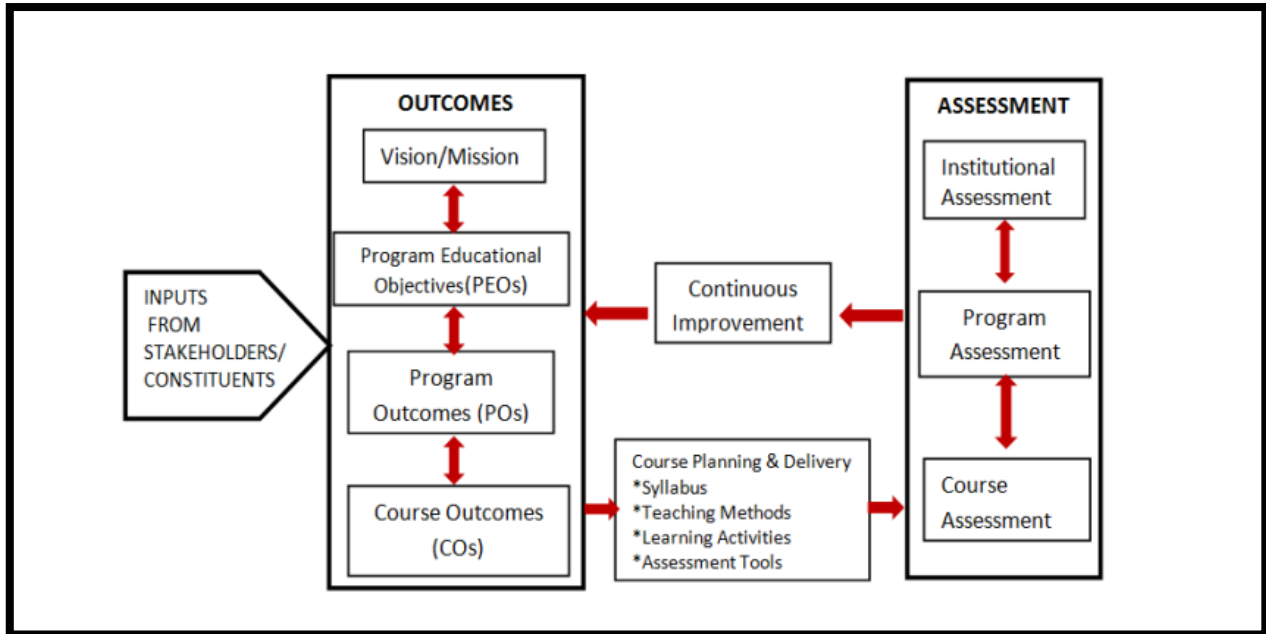 INPUTS
FROM
STAKEHOLDERS/
CONSTITUENTS
OUTCOMES
Vision/Mission
Program Educational
Objectives(PEOs)
Program
Outcomes (POs)
Course Outcomes
(COs)
Continuous
Improvement
Course Planning & Delivery
*Syllabus
*Teaching Methods
*Learning Activities
*Assessment Tools
ASSESSMENT
Institutional
Assessment
Program
Assessment
Course
Assessment